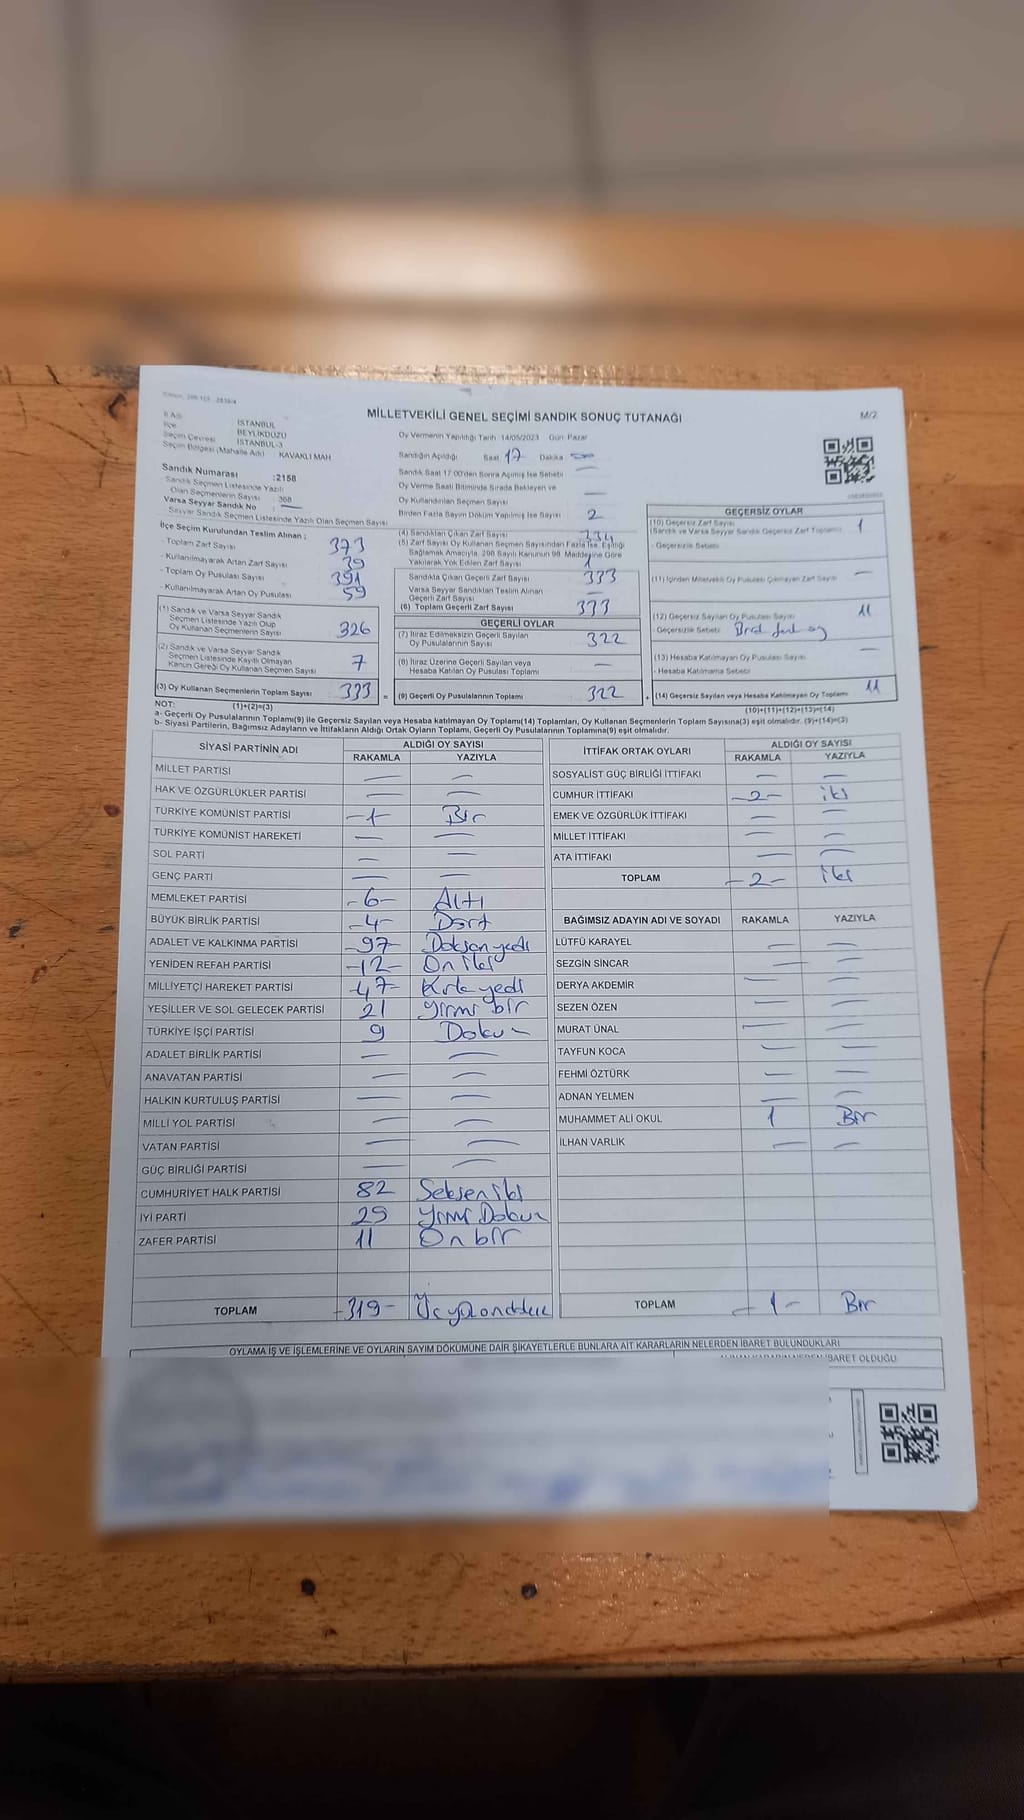 MİLLETVEKİLİ GENEL SEÇİMİ SANDIK SONUÇ TUTANAĞI
M/2
İli Adı İSTANBUL
İlçe BEYLİKDÜZÜ
Seçim Çevresi İSTANBUL-3
Seçim Bölgesi (Mahalle Adı) KAVAKLI MAH
Sandık Numarası :2158
Sandık Seçmen Listesinde Yazılı
Olan Seçmenlerin Sayısı : 368
Varsa Seyyar Sandık No : —
Seyyar Sandık Seçmen Listesinde Yazılı Olan Seçmen Sayısı
Oy Vermenin Yapıldığı Tarih 14/05/2023 Gün Pazar
Sandığın Açıldığı Saat 17 Dakika
Sandık Saat 17:00'den Sonra Açılmış İse Sebebi —
Oy Verme Saati Bitiminde Sırada Bekleyen ve
Oy Kullandırılan Seçmen Sayısı —
Birden Fazla Sayım Döküm Yapılmış İse Sayısı 2
İlçe Seçim Kurulundan Teslim Alınan :
- Toplam Zarf Sayısı 373
- Kullanılmayarak Artan Zarf Sayısı 39
- Toplam Oy Pusulası Sayısı 391
- Kullanılmayarak Artan Oy Pusulası 59
(1) Sandık ve Varsa Seyyar Sandık
Seçmen Listesinde Yazılı Olup
Oy Kullanan Seçmenlerin Sayısı 326
(2) Sandık ve Varsa Seyyar Sandık
Seçmen Listesinde Kayıtlı Olmayan
Kanun Gereği Oy Kullanan Seçmen Sayısı 7
(3) Oy Kullanan Seçmenlerin Toplam Sayısı 333
(4) Sandıktan Çıkan Zarf Sayısı 334
(5) Zarf Sayısı Oy Kullanan Seçmen Sayısından Fazla İse, Eşitliği
Sağlamak Amacıyla, 298 Sayılı Kanunun 98. Maddesine Göre
Yakılarak Yok Edilen Zarf Sayısı 1
Sandıkta Çıkan Geçerli Zarf Sayısı 333
Varsa Seyyar Sandıktan Teslim Alınan
Geçerli Zarf Sayısı —
(6) Toplam Geçerli Zarf Sayısı 333
GEÇERLİ OYLAR
(7) İtiraz Edilmeksizin Geçerli Sayılan
Oy Pusulalarının Sayısı 322
(8) İtiraz Üzerine Geçerli Sayılan veya
Hesaba Katılan Oy Pusulası Toplamı —
= (9) Geçerli Oy Pusulalarının Toplamı 322
GEÇERSİZ OYLAR
(10) Geçersiz Zarf Sayısı 1
(Sandık ve Varsa Seyyar Sandık Geçersiz Zarf Toplamı)
- Geçersizlik Sebebi
(11) İçinden Milletvekili Oy Pusulası Çıkmayan Zarf Sayısı —
(12) Geçersiz Sayılan Oy Pusulası Sayısı 11
- Geçersizlik Sebebi
(13) Hesaba Katılmayan Oy Pusulası Sayısı —
- Hesaba Katılmama Sebebi
+ (14) Geçersiz Sayılan veya Hesaba Katılmayan Oy Toplamı 11
NOT: (1)+(2)=(3) (10)+(11)+(12)+(13)=(14)
a- Geçerli Oy Pusulalarının Toplamı(9) ile Geçersiz Sayılan veya Hesaba katılmayan Oy Toplamı(14) Toplamları, Oy Kullanan Seçmenlerin Toplam Sayısına(3) eşit olmalıdır. (9)+(14)=(3)
b- Siyasi Partilerin, Bağımsız Adayların ve İttifakların Aldığı Ortak Oyların Toplamı, Geçerli Oy Pusulalarının Toplamına(9) eşit olmalıdır.
SİYASİ PARTİNİN ADI ALDIĞI OY SAYISI
RAKAMLA YAZIYLA
MİLLET PARTİSİ — —
HAK VE ÖZGÜRLÜKLER PARTİSİ — —
TÜRKİYE KOMÜNİST PARTİSİ -1- Bir
TÜRKİYE KOMÜNİST HAREKETİ — —
SOL PARTİ — —
GENÇ PARTİ — —
MEMLEKET PARTİSİ -6- Altı
BÜYÜK BİRLİK PARTİSİ -4- Dört
ADALET VE KALKINMA PARTİSİ -97- Doksan yedi
YENİDEN REFAH PARTİSİ -12- On iki
MİLLİYETÇİ HAREKET PARTİSİ -47- Kırk yedi
YEŞİLLER VE SOL GELECEK PARTİSİ 21 Yirmi bir
TÜRKİYE İŞÇİ PARTİSİ 9 Dokuz
ADALET BİRLİK PARTİSİ — —
ANAVATAN PARTİSİ — —
HALKIN KURTULUŞ PARTİSİ — —
MİLLİ YOL PARTİSİ — —
VATAN PARTİSİ — —
GÜÇ BİRLİĞİ PARTİSİ — —
CUMHURİYET HALK PARTİSİ 82 Seksen iki
İYİ PARTİ 29 Yirmi Dokuz
ZAFER PARTİSİ 11 On bir
TOPLAM -319-
İTTİFAK ORTAK OYLARI ALDIĞI OY SAYISI
RAKAMLA YAZIYLA
SOSYALİST GÜÇ BİRLİĞİ İTTİFAKI — —
CUMHUR İTTİFAKI -2- iki
EMEK VE ÖZGÜRLÜK İTTİFAKI — —
MİLLET İTTİFAKI — —
ATA İTTİFAKI — —
TOPLAM -2- iki
BAĞIMSIZ ADAYIN ADI VE SOYADI RAKAMLA YAZIYLA
LÜTFÜ KARAYEL — —
SEZGİN SİNCAR — —
DERYA AKDEMİR — —
SEZEN ÖZEN — —
MURAT ÜNAL — —
TAYFUN KOCA — —
FEHMİ ÖZTÜRK — —
ADNAN YELMEN — —
MUHAMMET ALİ OKUL 1 Bir
İLHAN VARLIK — —
TOPLAM -1- Bir
OYLAMA İŞ VE İŞLEMLERİNE VE OYLARIN SAYIM DÖKÜMÜNE DAİR ŞİKAYETLERLE BUNLARA AİT KARARLARIN NELERDEN İBARET BULUNDUKLARI
İBARET OLDUĞU